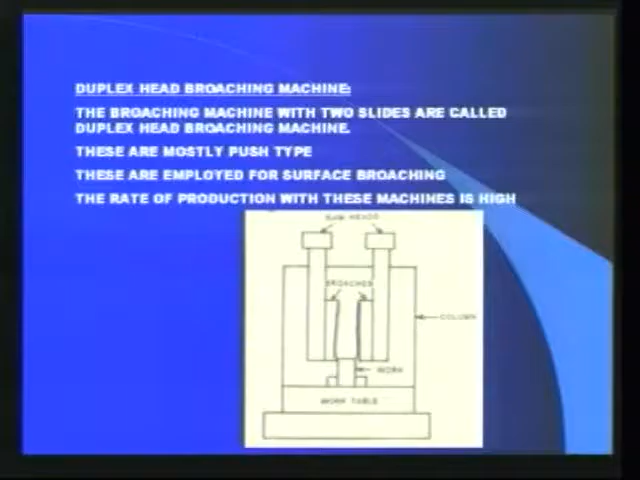 DUPLEX HEAD BROACHING MACHINE:
THE BROACHING MACHINE WITH TWO SLIDES ARE CALLED
DUPLEX HEAD BROACHING MACHINE.
THESE ARE MOSTLY PUSH TYPE
THESE ARE EMPLOYED FOR SURFACE BROACHING
THE RATE OF PRODUCTION WITH THESE MACHINES IS HIGH
RAM HEADS
BROACHES
COLUMN
WORK
WORK TABLE